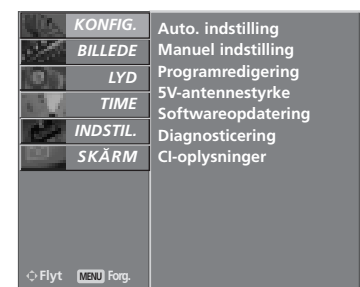 KONFIG.
BILLEDE
LYD
TIME
INDSTIL.
SKÄRM
Auto. indstilling
Manuel indstilling
Programredigering
5V-antennestyrke
Softwareopdatering
Diagnosticering
CI-oplysninger
Flyt MENU Forg.